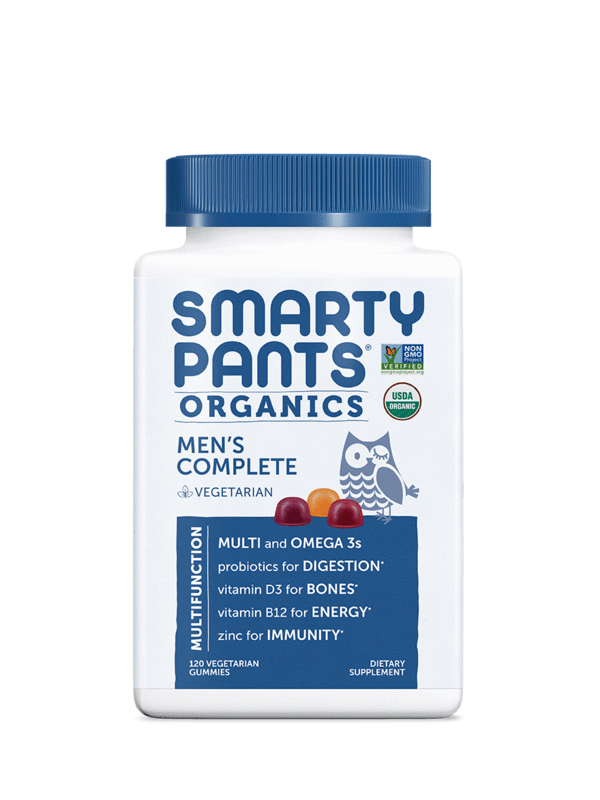 SMARTY
PANTS®
ORGANICS
NON
GMO
Project
VERIFIED
nongmoproject.org
USDA
ORGANIC
MEN'S
COMPLETE
VEGETARIAN
MULTIFUNCTION
MULTI and OMEGA 3s
probiotics for DIGESTION*
vitamin D3 for BONES*
vitamin B12 for ENERGY*
zinc for IMMUNITY*
120 VEGETARIAN
GUMMIES
DIETARY
SUPPLEMENT